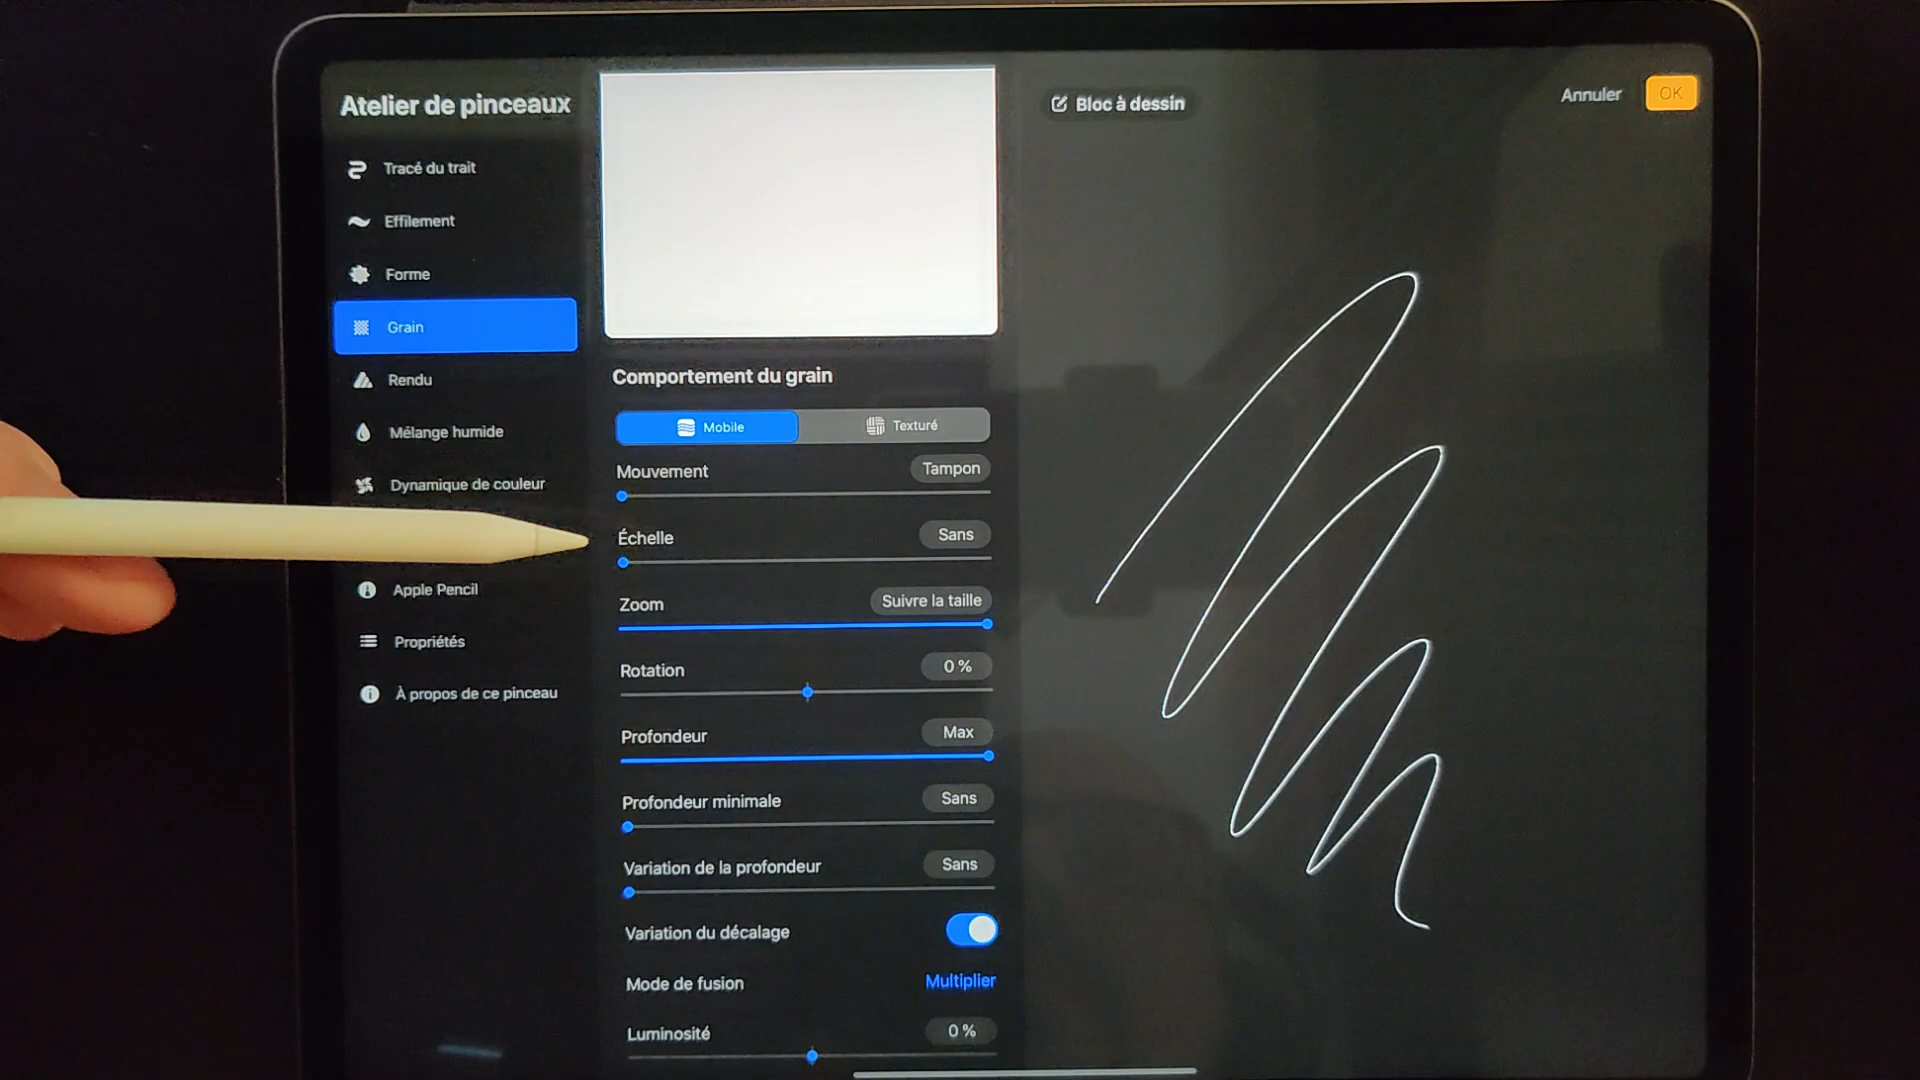 Atelier de pinceaux
Tracé du trait
Effilement
Forme
Grain
Rendu
Mélange humide
Dynamique de couleur
Apple Pencil
Propriétés
À propos de ce pinceau
Comportement du grain
Mobile
Texturé
Mouvement
Tampon
Échelle
Sans
Zoom
Suivre la taille
Rotation
0 %
Profondeur
Max
Profondeur minimale
Sans
Variation de la profondeur
Sans
Variation du décalage
Mode de fusion
Multiplier
Luminosité
0 %
Bloc à dessin
Annuler
OK